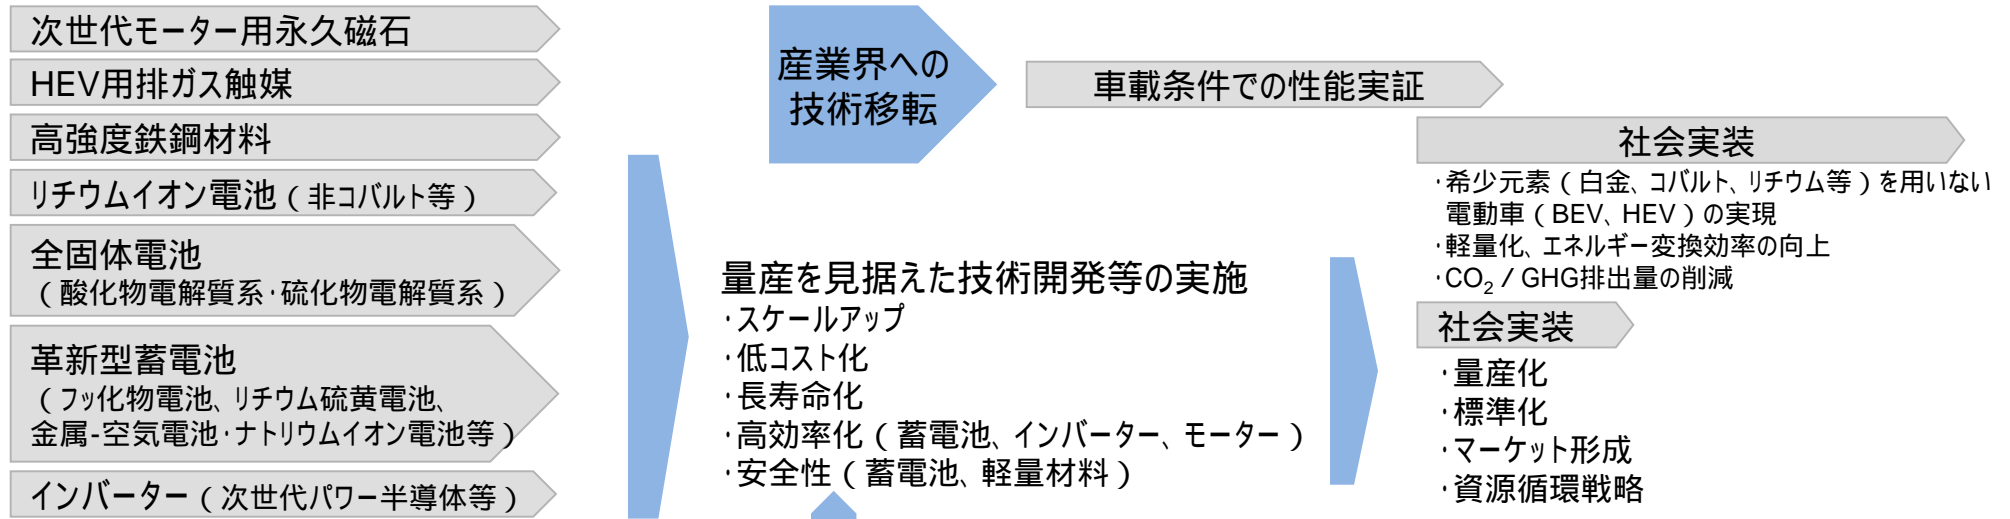 次世代モーター用永久磁石
HEV用排ガス触媒
高強度鉄鋼材料
リチウムイオン電池（非コバルト等）
全固体電池
（酸化物電解質系・硫化物電解質系）
革新型蓄電池
（フッ化物電池、リチウム硫黄電池、
金属-空気電池・ナトリウムイオン電池等）
インバーター（次世代パワー半導体等）
産業界への
技術移転
車載条件での性能実証
量産を見据えた技術開発等の実施
・スケールアップ
・低コスト化
・長寿命化
・高効率化（蓄電池、インバーター、モーター）
・安全性（蓄電池、軽量材料）
社会実装
・希少元素（白金、コバルト、リチウム等）を用いない
電動車（BEV、HEV）の実現
・軽量化、エネルギー変換効率の向上
・CO₂／GHG排出量の削減
社会実装
・量産化
・標準化
・マーケット形成
・資源循環戦略